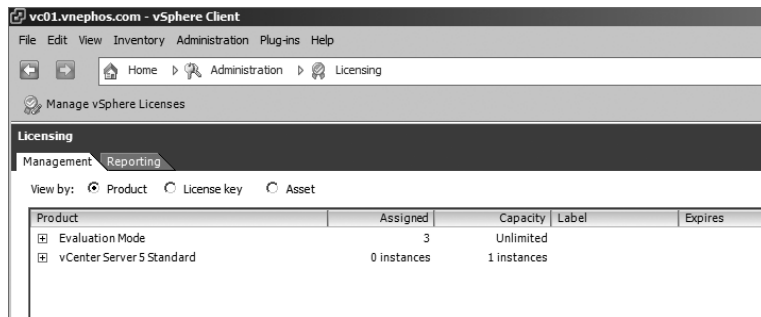 vc01.vnephos.com - vSphere Client
File Edit View Inventory Administration Plug-ins Help
Home Administration Licensing
Manage vSphere Licenses
Licensing
Management Reporting
View by: Product License key Asset
Product Assigned Capacity Label Expires
Evaluation Mode 3 Unlimited
vCenter Server 5 Standard 0 instances 1 instances